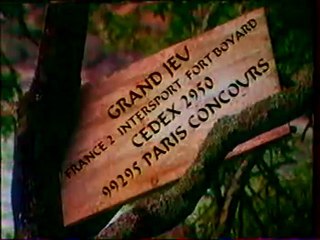 GRAND JEU
FRANCE 2 INTERSPORT FORT BOYARD
CEDEX 2950
99295 PARIS CONCOURS